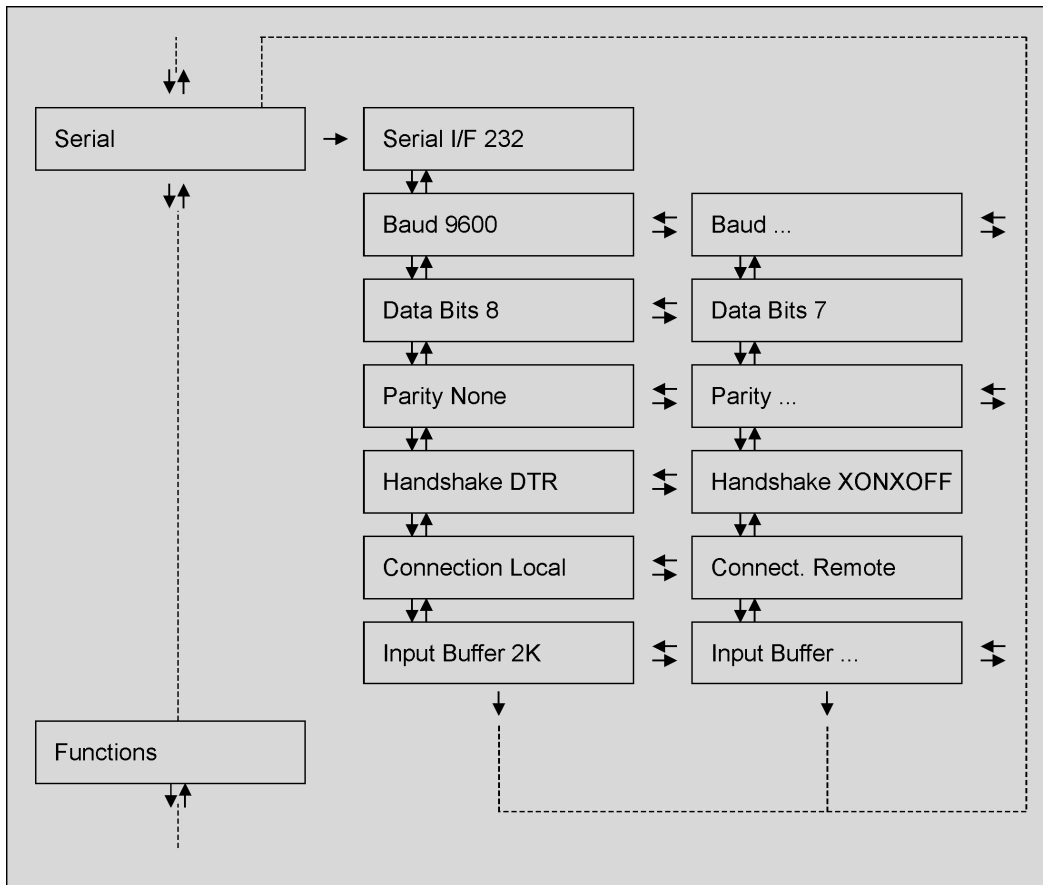 Serial
Serial I/F 232
Baud 9600
Baud ...
Data Bits 8
Data Bits 7
Parity None
Parity ...
Handshake DTR
Handshake XONXOFF
Connection Local
Connect. Remote
Input Buffer 2K
Input Buffer ...
Functions